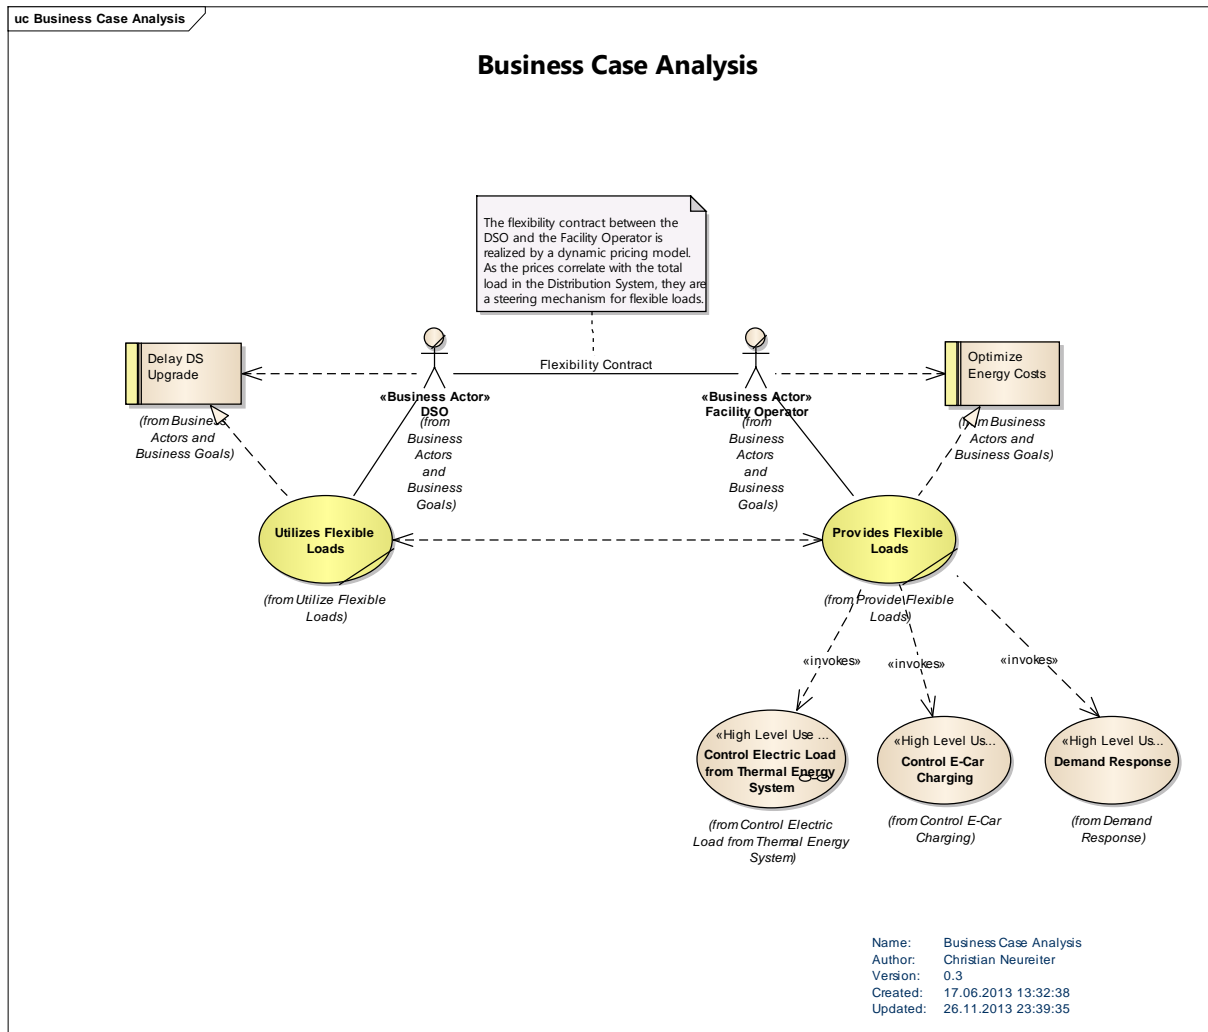 uc Business Case Analysis
Business Case Analysis
The flexibility contract between the
DSO and the Facility Operator is
realized by a dynamic pricing model.
As the prices correlate with the total
load in the Distribution System, they are
a steering mechanism for flexible loads.
Delay DS
Upgrade
(from Business
Actors and
Business Goals)
«Business Actor»
DSO
(from
Business
Actors
and
Business
Goals)
Flexibility Contract
«Business Actor»
Facility Operator
(from
Business
Actors
and
Business
Goals)
Optimize
Energy Costs
(from Business
Actors and
Business Goals)
Utilizes Flexible
Loads
(from Utilize Flexible
Loads)
Provides Flexible
Loads
(from Provide Flexible
Loads)
«invokes»
«invokes»
«invokes»
«High Level Use ...
Control Electric Load
from Thermal Energy
System
(from Control Electric
Load from Thermal Energy
System)
«High Level Us...
Control E-Car
Charging
(from Control E-Car
Charging)
«High Level Us...
Demand Response
(from Demand
Response)
Name: Business Case Analysis
Author: Christian Neureiter
Version: 0.3
Created: 17.06.2013 13:32:38
Updated: 26.11.2013 23:39:35